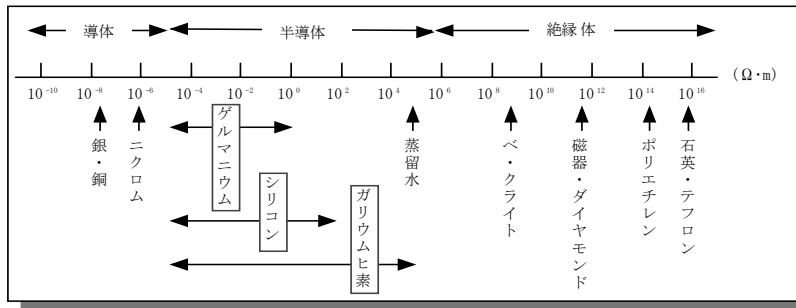 導体
半導体
絶縁体
(Ω・m)
10⁻¹⁰ 10⁻⁸ 10⁻⁶ 10⁻⁴ 10⁻² 10⁰ 10² 10⁴ 10⁶ 10⁸ 10¹⁰ 10¹² 10¹⁴ 10¹⁶
銀・銅
ニクロム
ゲルマニウム
シリコン
ガリウムヒ素
蒸留水
ベ・クライト
磁器・ダイヤモンド
ポリエチレン
石英・テフロン